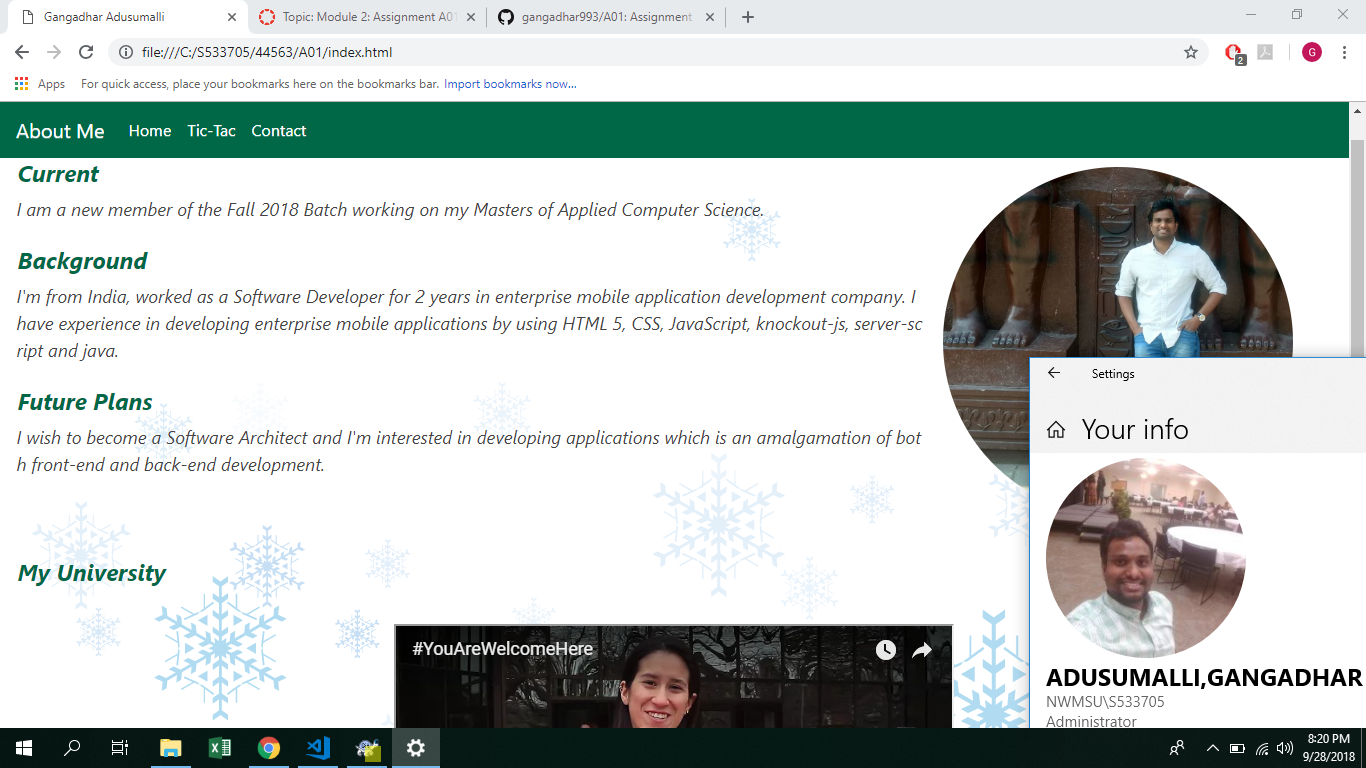 Gangadhar Adusumalli
Topic: Module 2: Assignment A01
gangadhar993/A01: Assignment
file:///C:/S533705/44563/A01/index.html
2
G
Apps For quick access, place your bookmarks here on the bookmarks bar. Import bookmarks now...
About Me Home Tic-Tac Contact
Current
I am a new member of the Fall 2018 Batch working on my Masters of Applied Computer Science.
Background
I'm from India, worked as a Software Developer for 2 years in enterprise mobile application development company. I
have experience in developing enterprise mobile applications by using HTML 5, CSS, JavaScript, knockout-js, server-sc
ript and java.
Future Plans
I wish to become a Software Architect and I'm interested in developing applications which is an amalgamation of bot
h front-end and back-end development.
My University
#YouAreWelcomeHere
Settings
Your info
ADUSUMALLI,GANGADHAR
NWMSU\S533705
Administrator
8:20 PM
9/28/2018